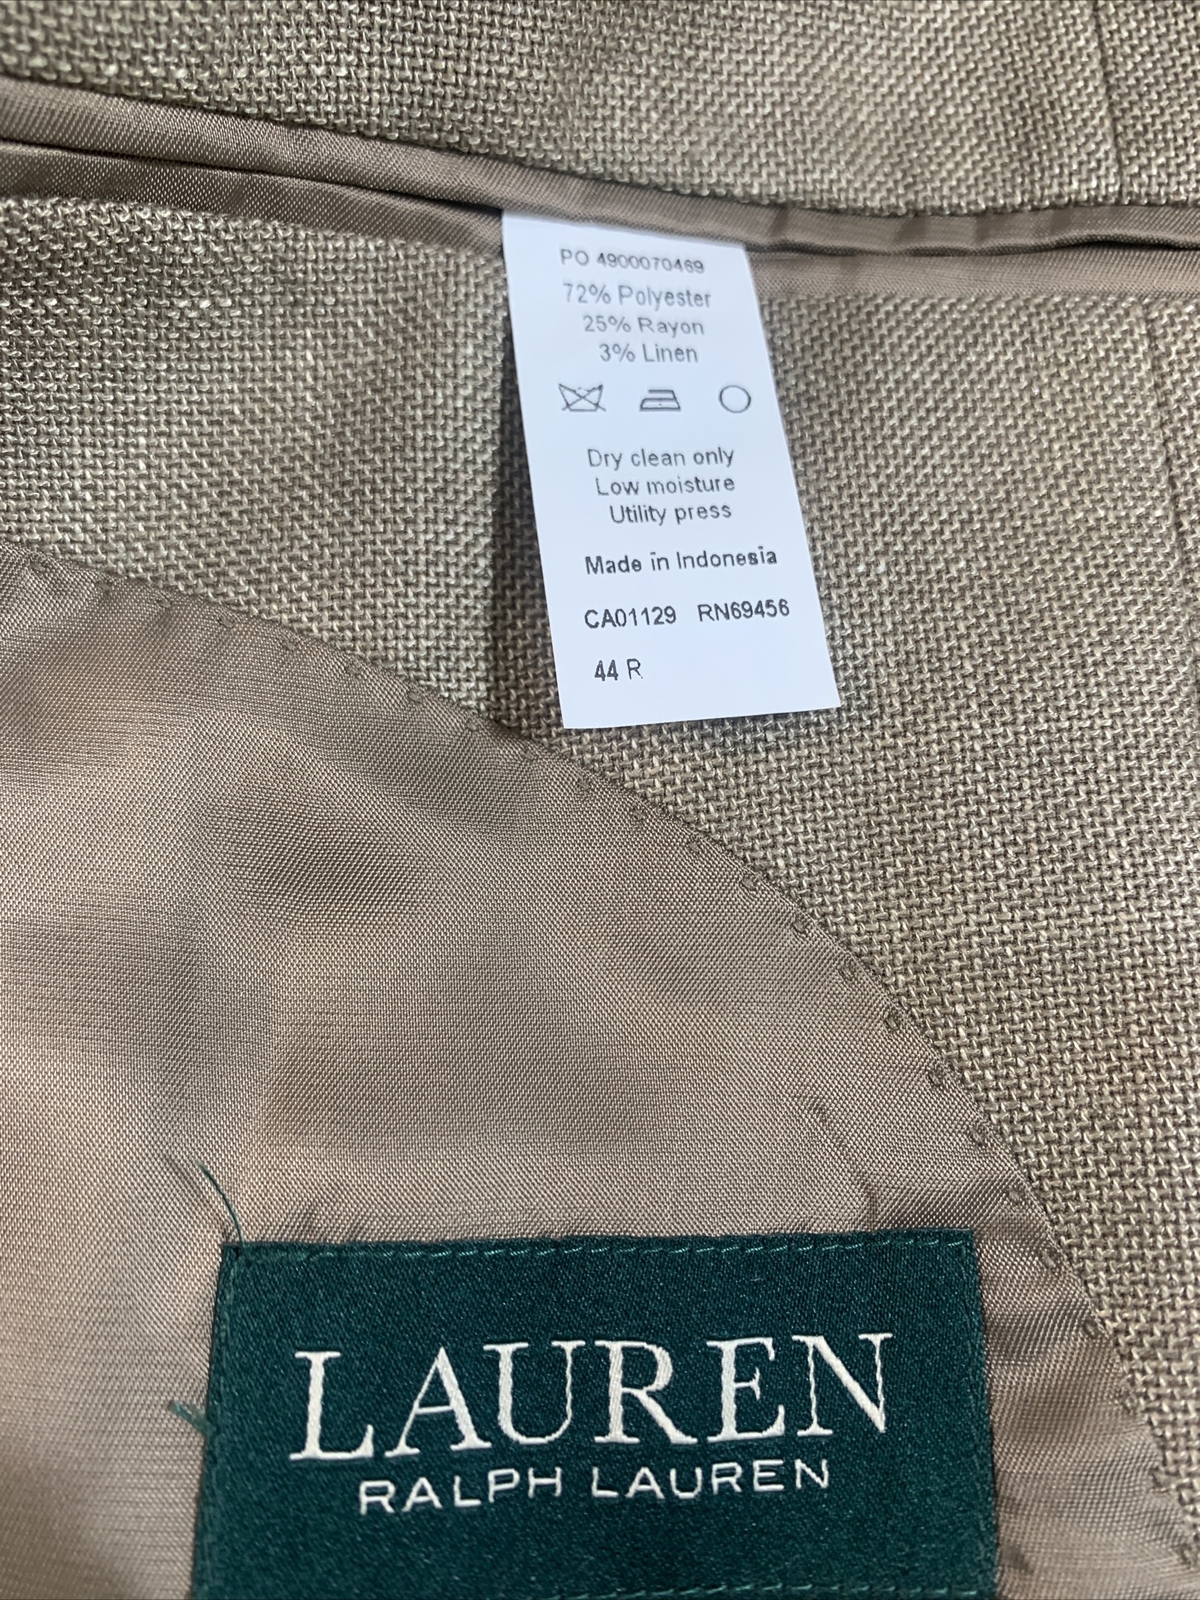 PO 4900070469
72% Polyester
25% Rayon
3% Linen
Dry clean only
Low moisture
Utility press
Made in Indonesia
CA01129 RN69456
44 R
LAUREN
RALPH LAUREN